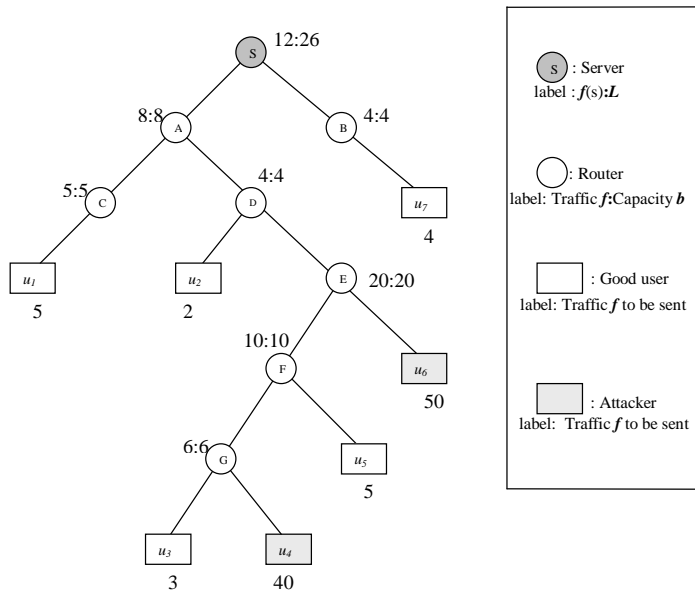 S
12:26
8:8
A
B
4:4
5:5
C
4:4
D
u7
4
u1
5
u2
2
E
20:20
10:10
F
u6
50
6:6
G
u5
5
u3
3
u4
40
S : Server
label : f(s):L
: Router
label: Traffic f:Capacity b
: Good user
label: Traffic f to be sent
: Attacker
label: Traffic f to be sent